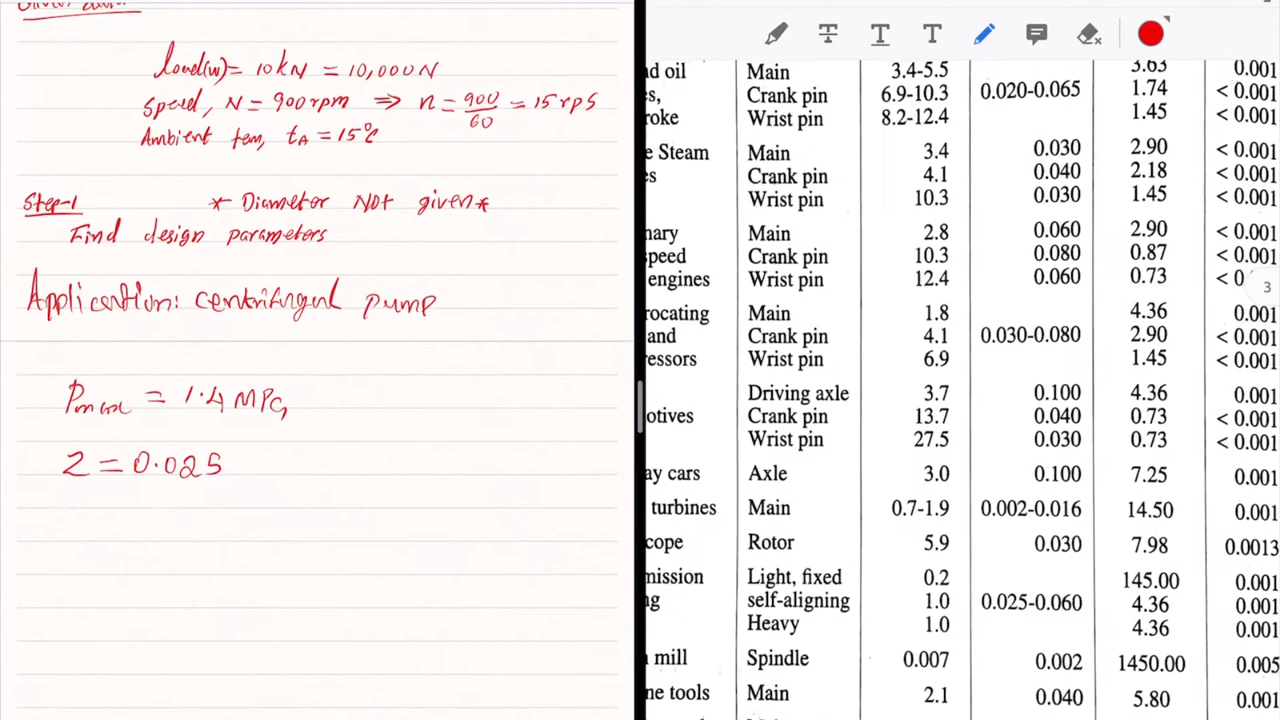 load(w) = 10kN = 10,000N
Speed, N = 900rpm ⇒ n = 900/60 = 15 rps
Ambient tem, tA = 15°c
Step-1 * Diameter Not given*
Find design parameters
Application: centrifugal pump
Pmax = 1.4 MPa
Z = 0.025
T T T
nd oil Main 3.4-5.5 3.63 0.001
es, Crank pin 6.9-10.3 0.020-0.065 1.74 < 0.001
roke Wrist pin 8.2-12.4 1.45 < 0.001
e Steam Main 3.4 0.030 2.90 < 0.001
es Crank pin 4.1 0.040 2.18 < 0.001
Wrist pin 10.3 0.030 1.45 < 0.001
nary Main 2.8 0.060 2.90 < 0.001
speed Crank pin 10.3 0.080 0.87 < 0.001
engines Wrist pin 12.4 0.060 0.73 < 0 3
rocating Main 1.8 4.36 0.001
and Crank pin 4.1 0.030-0.080 2.90 < 0.001
ressors Wrist pin 6.9 1.45 < 0.001
Driving axle 3.7 0.100 4.36 0.001
otives Crank pin 13.7 0.040 0.73 < 0.001
Wrist pin 27.5 0.030 0.73 < 0.001
ay cars Axle 3.0 0.100 7.25 0.001
turbines Main 0.7-1.9 0.002-0.016 14.50 0.001
cope Rotor 5.9 0.030 7.98 0.0013
mission Light, fixed 0.2 145.00 0.001
ng self-aligning 1.0 0.025-0.060 4.36 0.001
Heavy 1.0 4.36 0.001
n mill Spindle 0.007 0.002 1450.00 0.005
ne tools Main 2.1 0.040 5.80 0.001